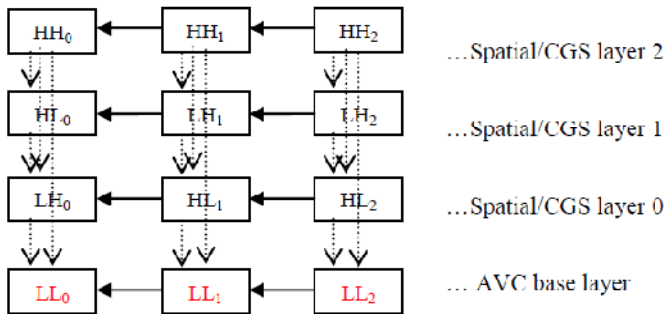 HH₀ HH₁ HH₂ ...Spatial/CGS layer 2
HL₀ LH₁ LH₂ ...Spatial/CGS layer 1
LH₀ HL₁ HL₂ ...Spatial/CGS layer 0
LL₀ LL₁ LL₂ ... AVC base layer